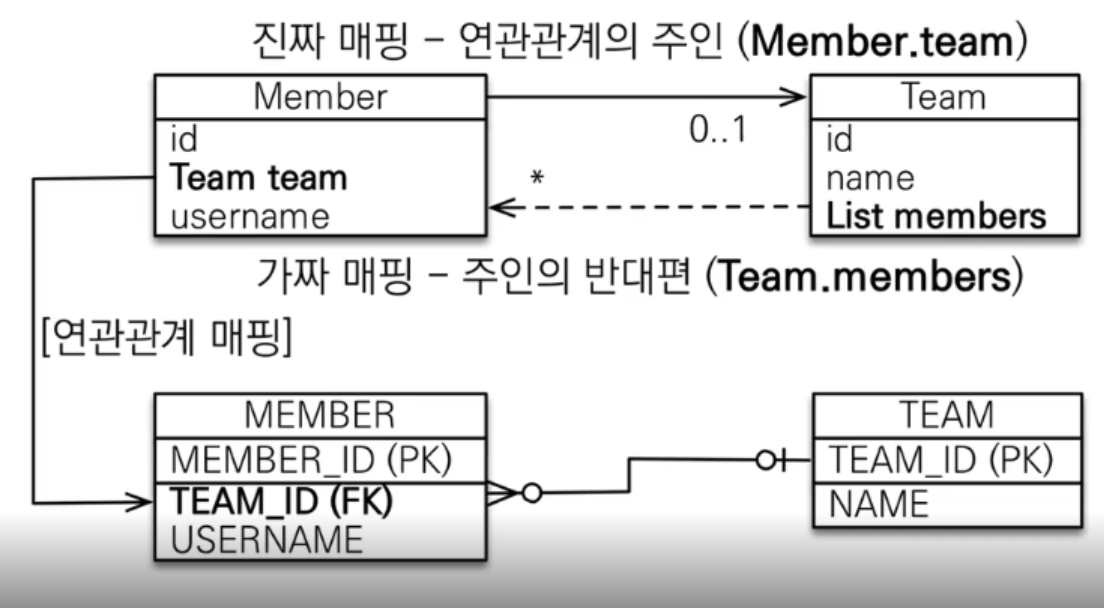 진짜 매핑 - 연관관계의 주인 (Member.team)
Member
id
Team team
username
0..1
*
Team
id
name
List members
가짜 매핑 - 주인의 반대편 (Team.members)
[연관관계 매핑]
MEMBER
MEMBER_ID (PK)
TEAM_ID (FK)
USERNAME
TEAM
TEAM_ID (PK)
NAME